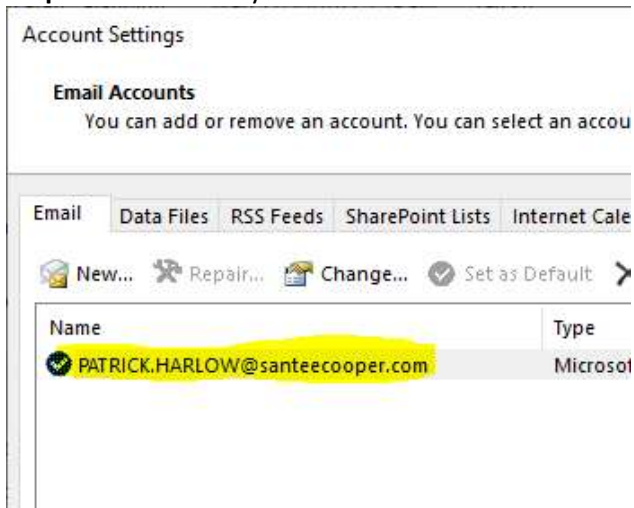 Account Settings
Email Accounts
You can add or remove an account. You can select an accou
Email Data Files RSS Feeds SharePoint Lists Internet Cale
New... Repair... Change... Set as Default
Name Type
PATRICK.HARLOW@santeecooper.com Microsof